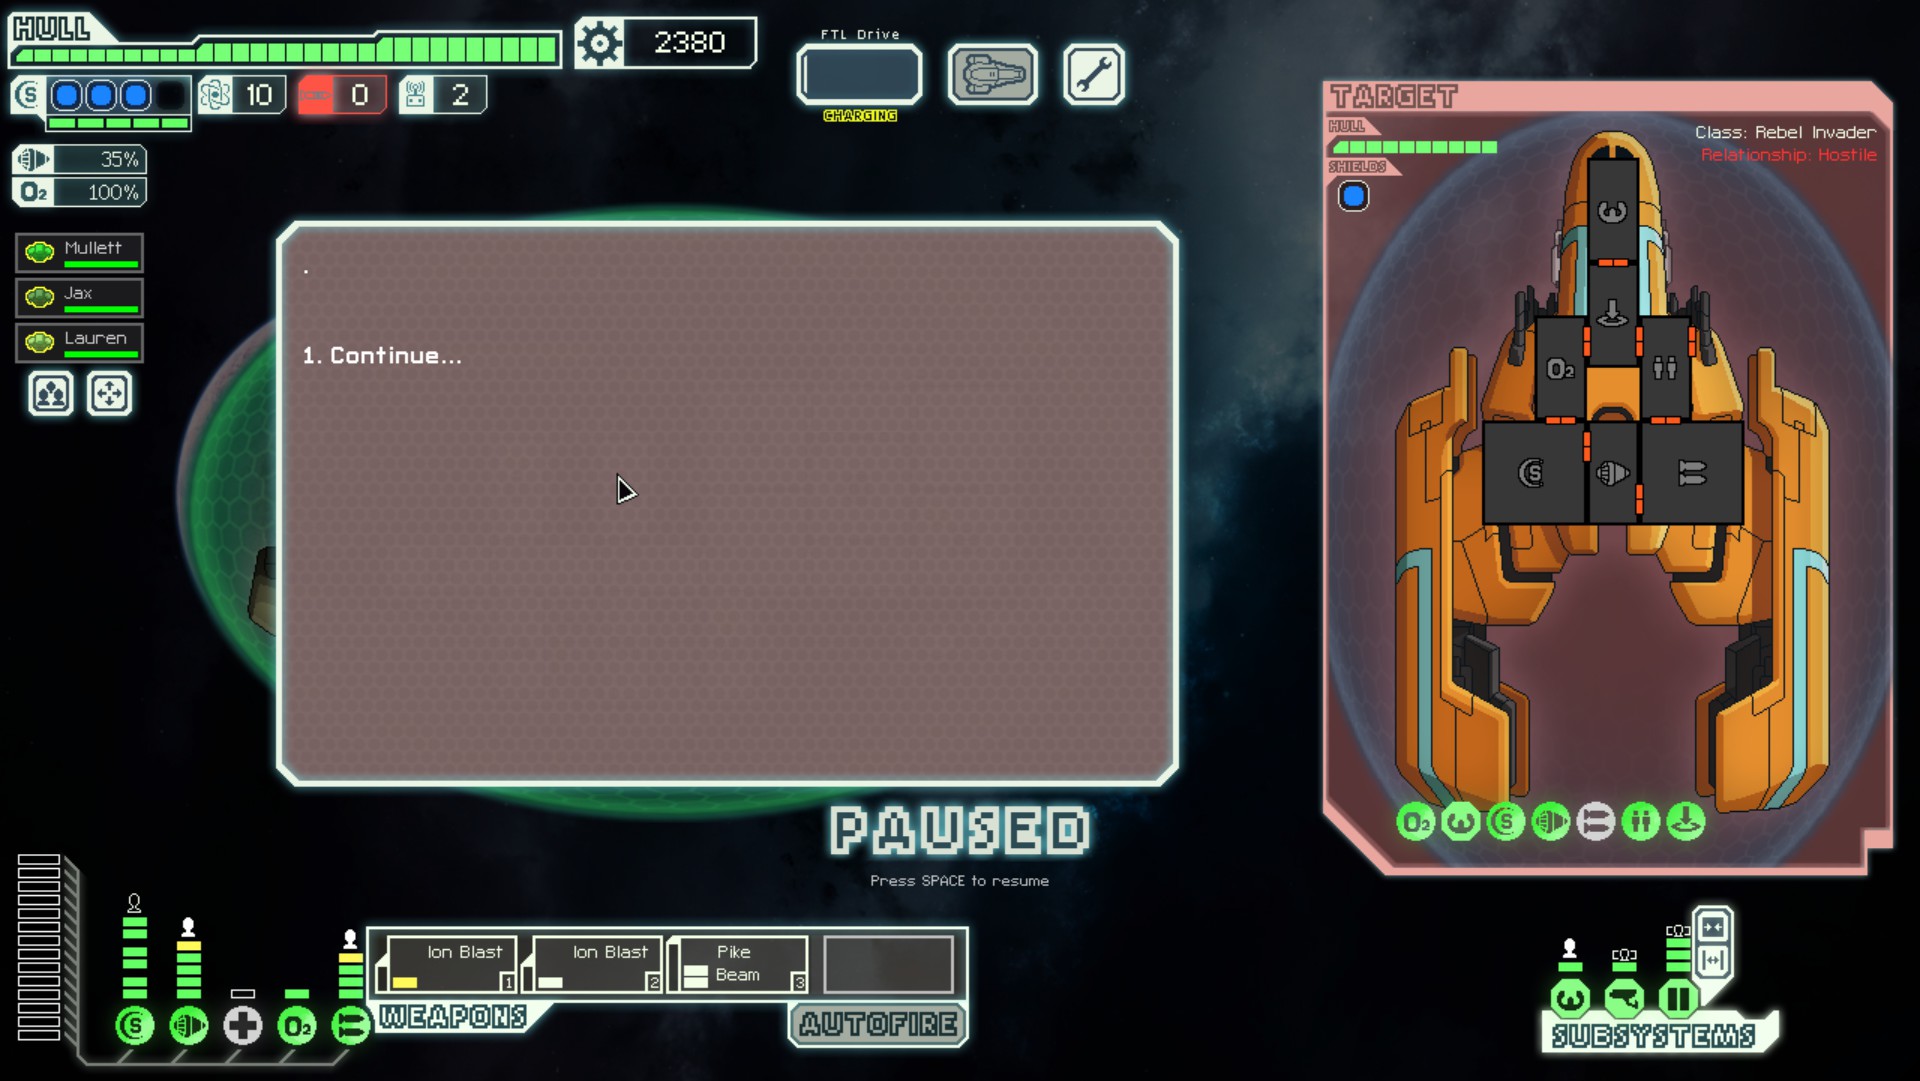 HULL
2380
FTL Drive
CHARGING
10
0
2
35%
O2 100%
Mullett
Jax
Lauren
.
1. Continue...
TARGET
HULL
Class: Rebel Invader
Relationship: Hostile
SHIELDS
O2
S
O2
S
PAUSED
Press SPACE to resume
Ion Blast
1
Ion Blast
2
Pike
Beam
3
S
O2
WEAPONS
AUTOFIRE
SUBSYSTEMS